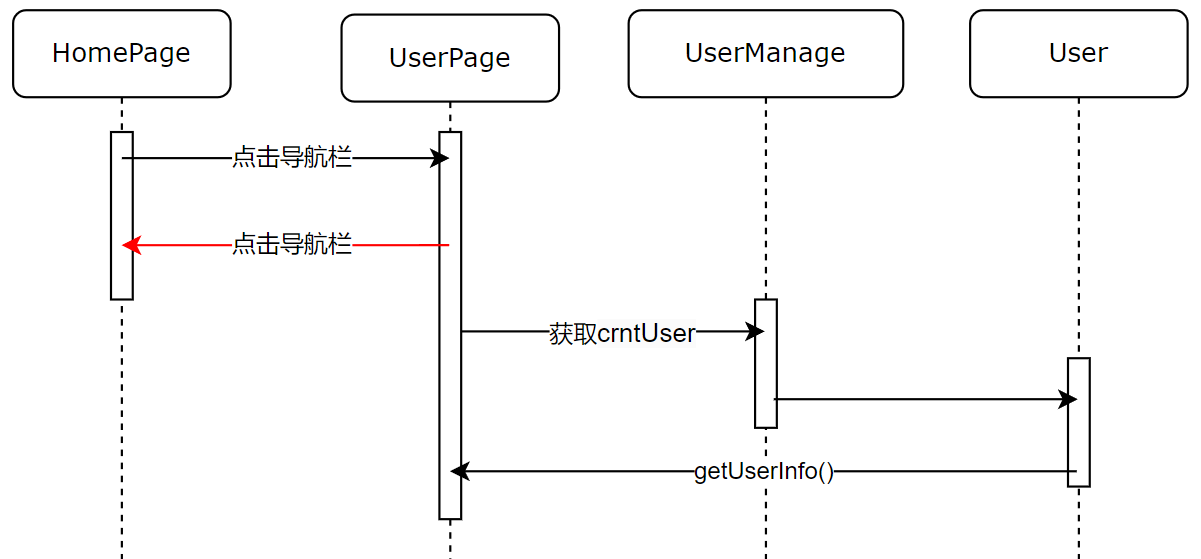 HomePage
UserPage
UserManage
User
点击导航栏
点击导航栏
获取crntUser
getUserInfo()